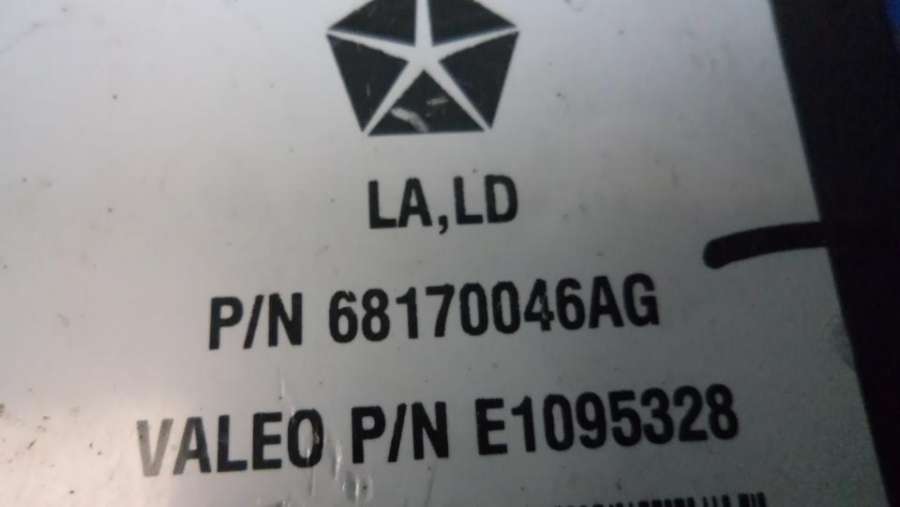 LA,LD
P/N 68170046AG
VALEO P/N E1095328